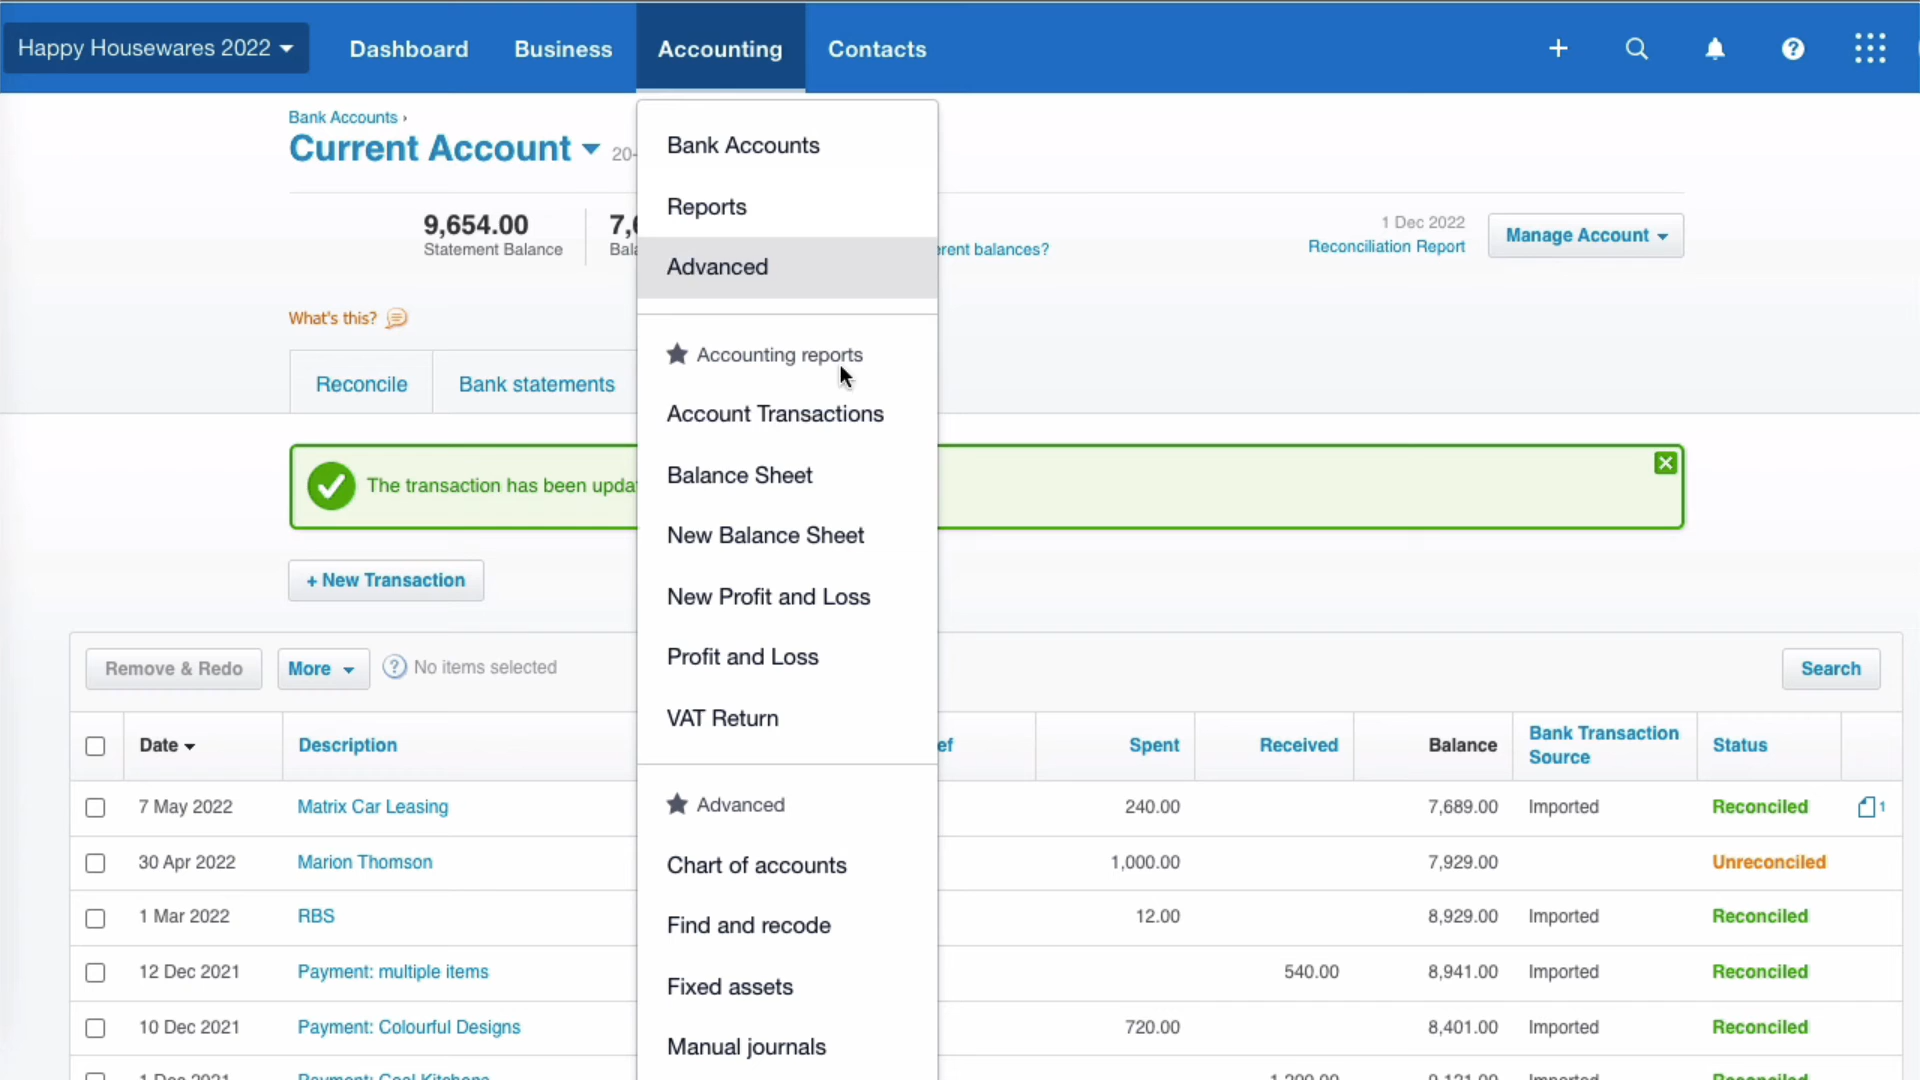 Happy Housewares 2022
Dashboard
Business
Accounting
Contacts
Bank Accounts ›
Current Account
20-
9,654.00
Statement Balance
1 Dec 2022
Reconciliation Report
Manage Account
rent balances?
What's this?
Reconcile
Bank statements
The transaction has been upda
+ New Transaction
Bank Accounts
Reports
Advanced
Accounting reports
Account Transactions
Balance Sheet
New Balance Sheet
New Profit and Loss
Profit and Loss
VAT Return
Advanced
Chart of accounts
Find and recode
Fixed assets
Manual journals
Remove & Redo
More
No items selected
Search
Date
Description
ef
Spent
Received
Balance
Bank Transaction
Source
Status
7 May 2022 Matrix Car Leasing 240.00 7,689.00 Imported Reconciled 1
30 Apr 2022 Marion Thomson 1,000.00 7,929.00 Unreconciled
1 Mar 2022 RBS 12.00 8,929.00 Imported Reconciled
12 Dec 2021 Payment: multiple items 540.00 8,941.00 Imported Reconciled
10 Dec 2021 Payment: Colourful Designs 720.00 8,401.00 Imported Reconciled